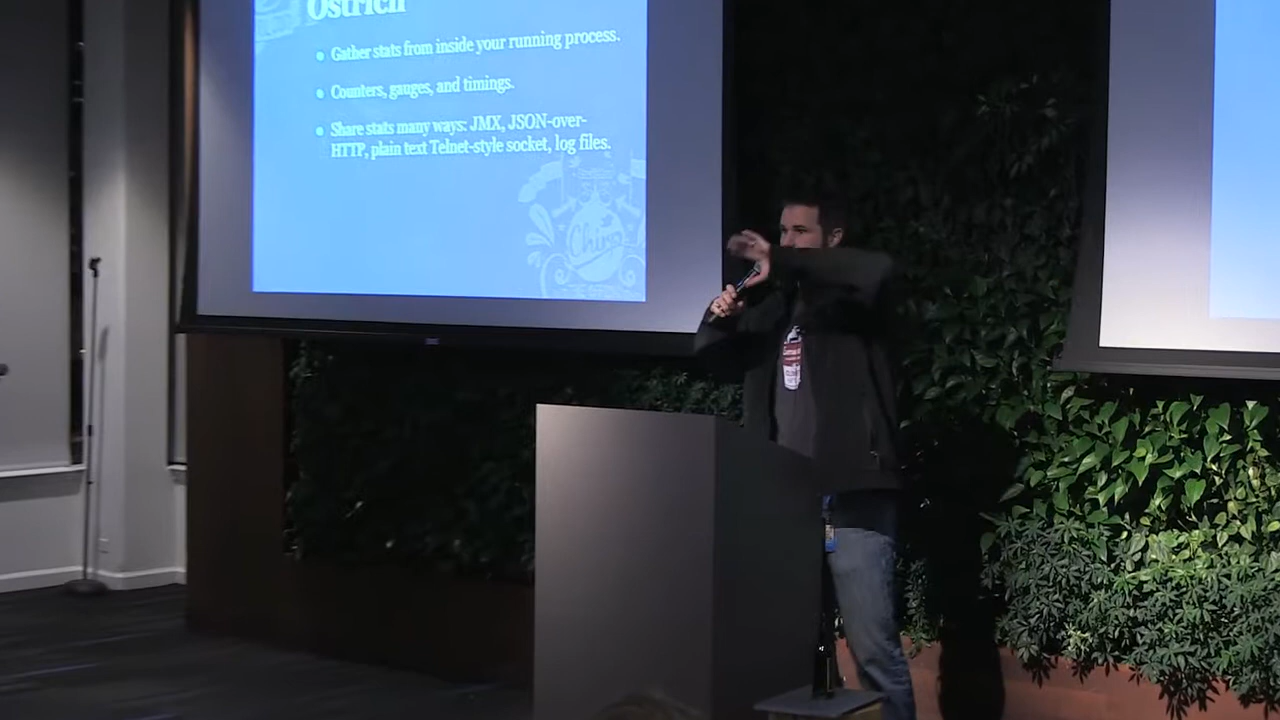 Ostrich
Gather stats from inside your running process.
Counters, gauges, and timings.
Share stats many ways: JMX, JSON-over-
HTTP, plain text Telnet-style socket, log files.